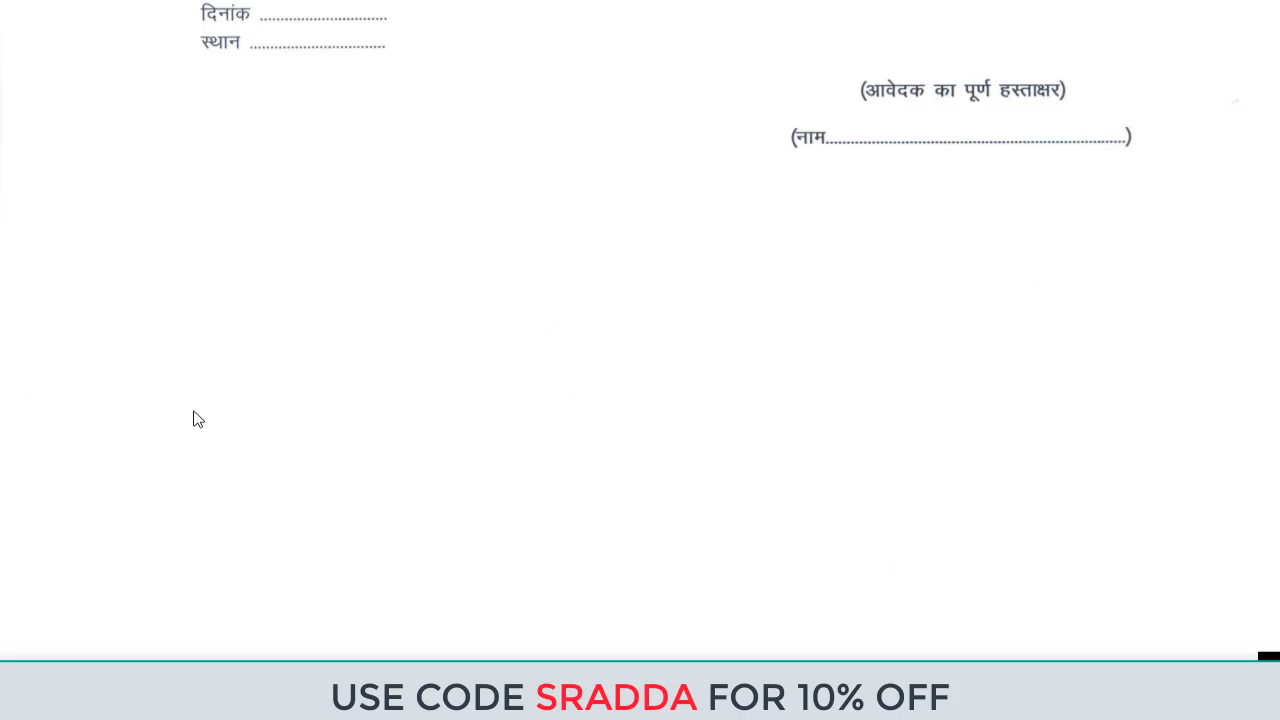 दिनांक ...............................
स्थान .................................
(आवेदक का पूर्ण हस्ताक्षर)
(नाम........................................................................)
USE CODE SRADDA FOR 10% OFF